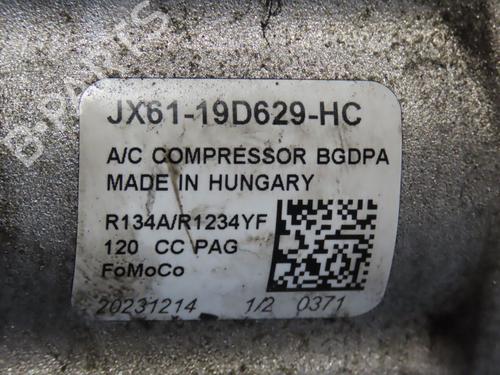 JX61-19D629-HC
A/C COMPRESSOR BGDPA
MADE IN HUNGARY
R134A/R1234YF
120 CC PAG
FoMoCo
20231214 1/2 0371
B-PARTS